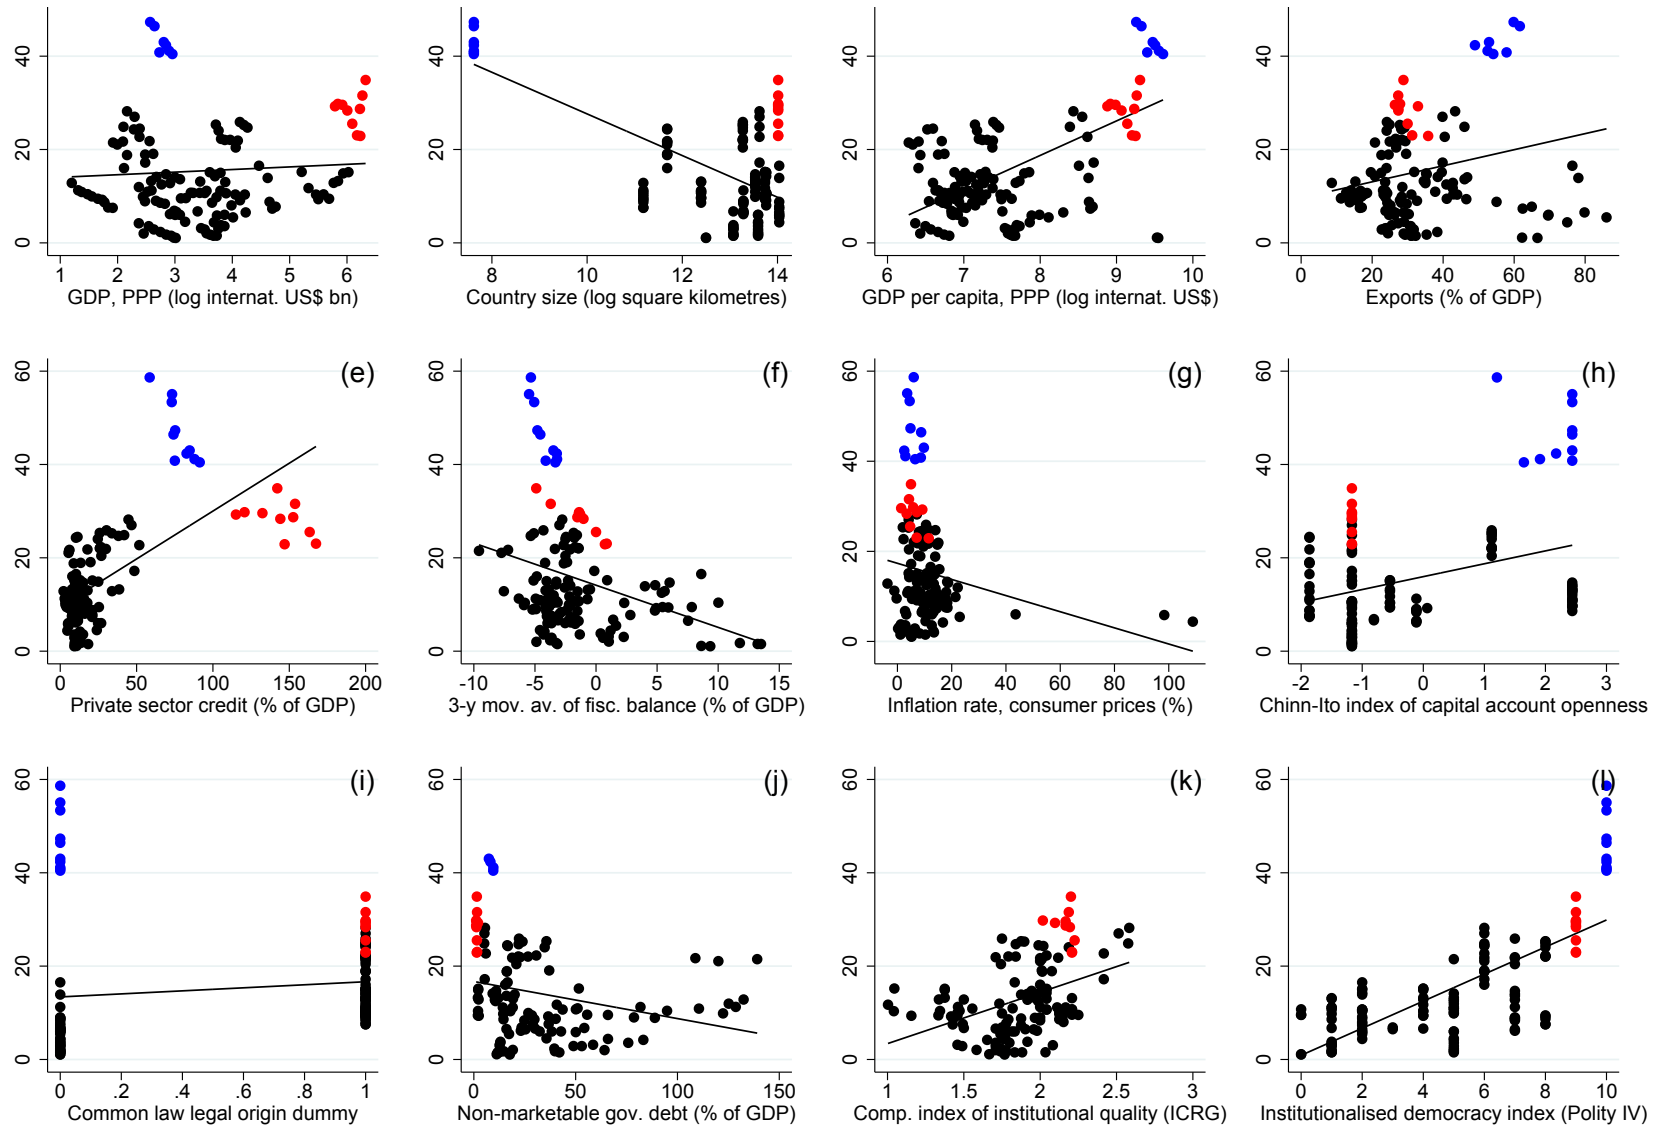 40
20
0
1 2 3 4 5 6
GDP, PPP (log internat. US$ bn)
40
20
0
8 10 12 14
Country size (log square kilometres)
40
20
0
6 7 8 9 10
GDP per capita, PPP (log internat. US$)
40
20
0
0 20 40 60 80
Exports (% of GDP)
(e)
60
40
20
0
0 50 100 150 200
Private sector credit (% of GDP)
(f)
60
40
20
0
-10 -5 0 5 10 15
3-y mov. av. of fisc. balance (% of GDP)
(g)
60
40
20
0
0 20 40 60 80 100
Inflation rate, consumer prices (%)
(h)
60
40
20
0
-2 -1 0 1 2 3
Chinn-Ito index of capital account openness
(i)
60
40
20
0
0 .2 .4 .6 .8 1
Common law legal origin dummy
(j)
60
40
20
0
0 50 100 150
Non-marketable gov. debt (% of GDP)
(k)
60
40
20
0
1 1.5 2 2.5 3
Comp. index of institutional quality (ICRG)
(l)
60
40
20
0
0 2 4 6 8 10
Institutionalised democracy index (Polity IV)